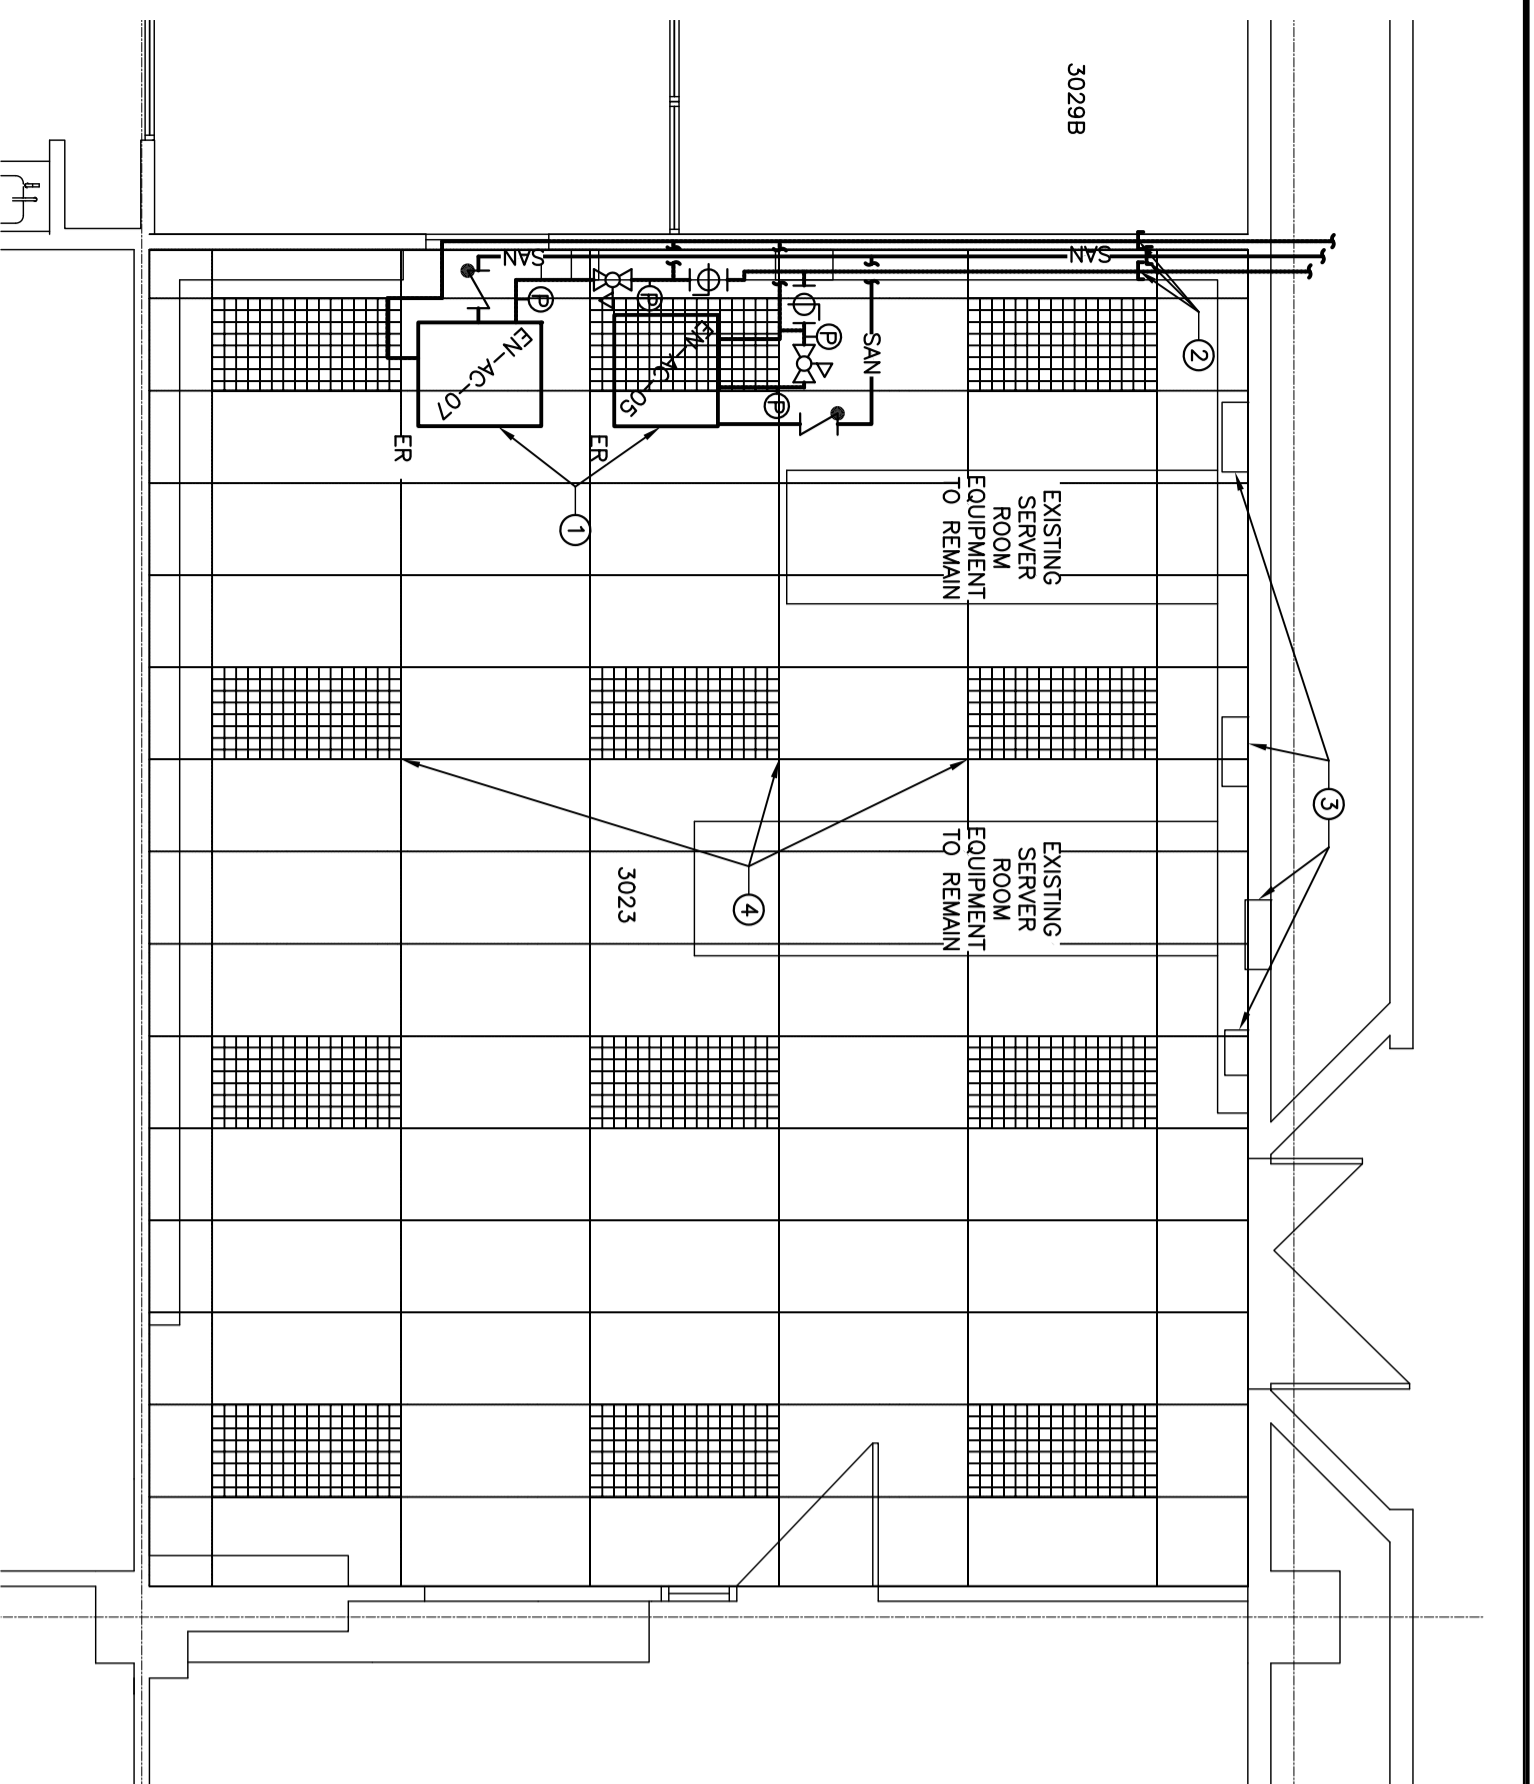 3029B
SAN
SAN
SAN
P
P
P
P
2
EN-AC-07
EN-AC-05
ER
ER
1
EXISTING
SERVER
ROOM
EQUIPMENT
TO REMAIN
3
EXISTING
SERVER
ROOM
EQUIPMENT
TO REMAIN
3023
4